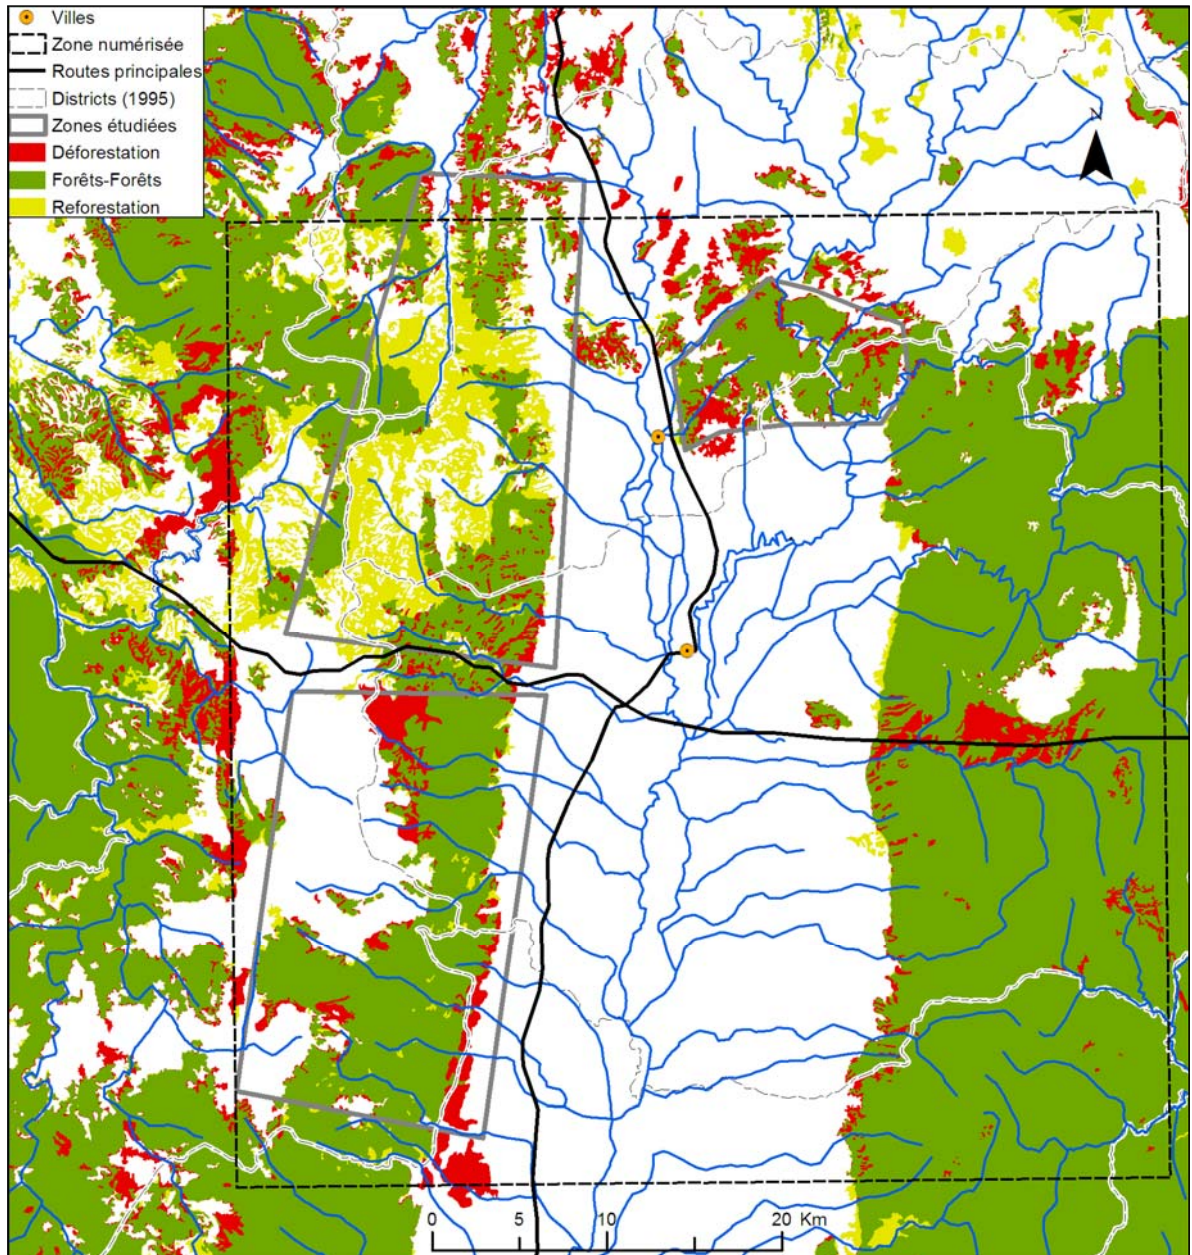 Villes
Zone numérisée
Routes principales
Districts (1995)
Zones étudiées
Déforestation
Forêts-Forêts
Reforestation
N
0 5 10 20 Km